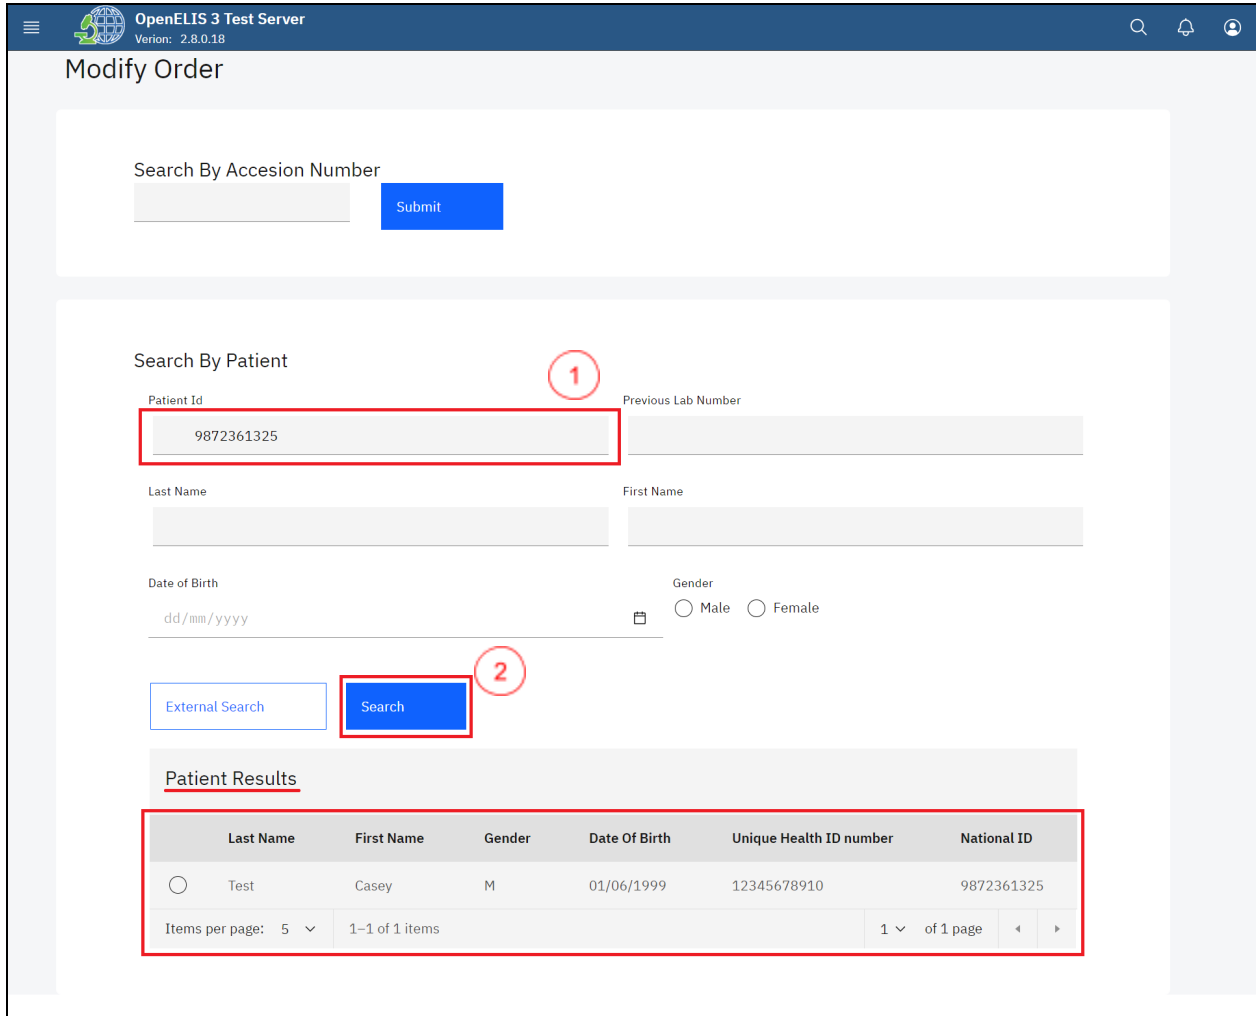 OpenELIS 3 Test Server
Verion: 2.8.0.18
Modify Order
Search By Accesion Number
Submit
Search By Patient
1
Patient Id
Previous Lab Number
9872361325
Last Name
First Name
Date of Birth
Gender
dd/mm/yyyy
Male
Female
2
External Search
Search
Patient Results
Last Name First Name Gender Date Of Birth Unique Health ID number National ID
Test Casey M 01/06/1999 12345678910 9872361325
Items per page: 5 1–1 of 1 items 1 of 1 page